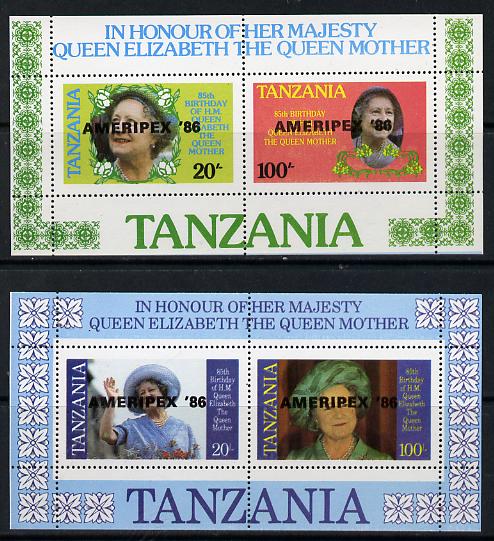 IN HONOUR OF HER MAJESTY
QUEEN ELIZABETH THE QUEEN MOTHER
TANZANIA
85th BIRTHDAY
OF H.M.
QUEEN
ELIZABETH
THE
QUEEN
MOTHER
AMERIPEX '86
20/-
TANZANIA
85th BIRTHDAY
QUEEN ELIZABETH
THE QUEEN MOTHER
AMERIPEX '86
100/-
TANZANIA
IN HONOUR OF HER MAJESTY
QUEEN ELIZABETH THE QUEEN MOTHER
TANZANIA
85th
Birthday
of H.M.
Queen
Elizabeth
The
Queen
Mother
AMERIPEX '86
20/-
TANZANIA
85th
Birthday
of H.M.
Queen
Elizabeth
The
Queen
Mother
AMERIPEX '86
100/-
TANZANIA